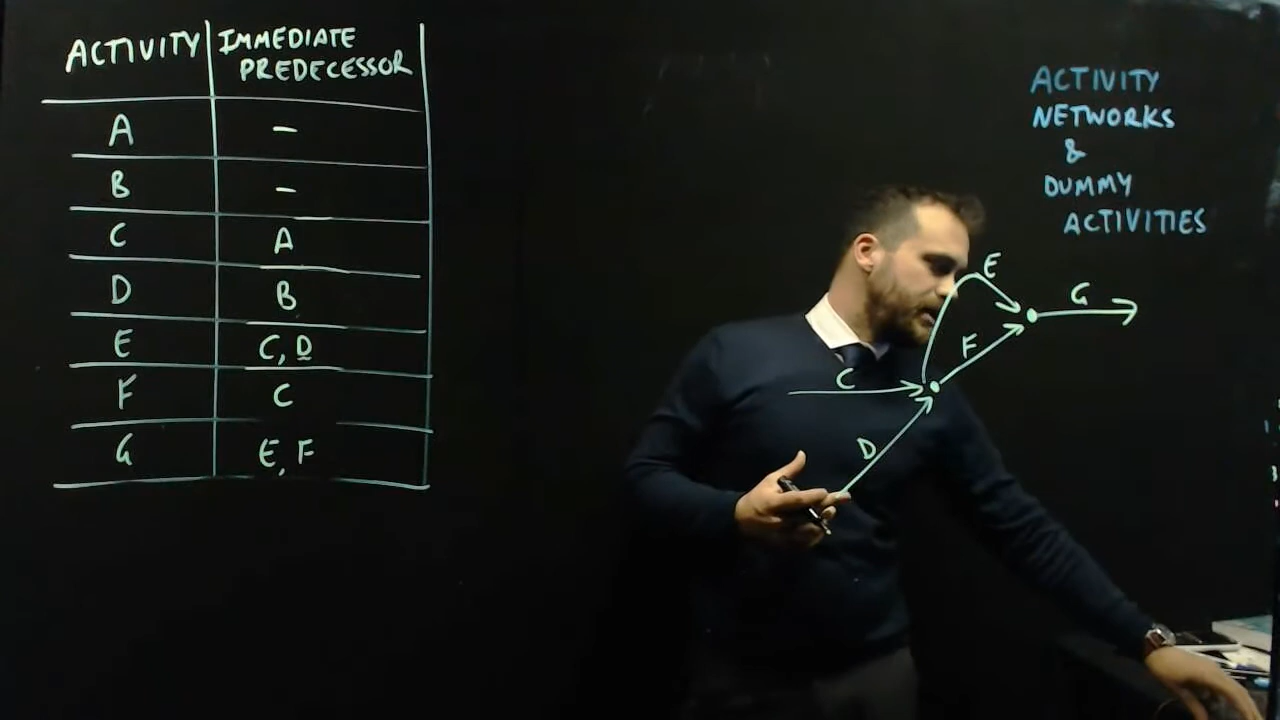 ACTIVITY IMMEDIATE PREDECESSOR
A -
B -
C A
D B
E C, D
F C
G E, F
ACTIVITY
NETWORKS
&
DUMMY
ACTIVITIES
E
G
F
C
D